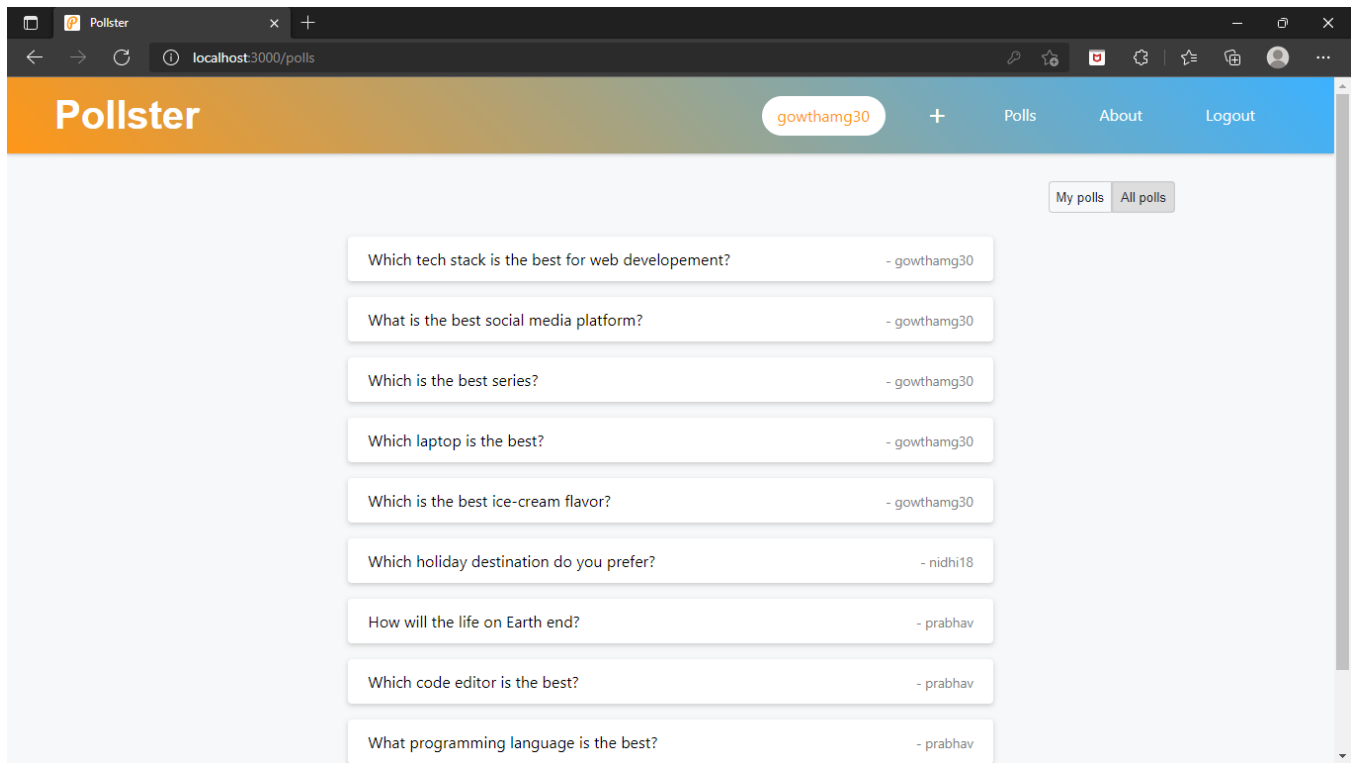 Pollster
localhost:3000/polls
Pollster
gowthamg30 + Polls About Logout
My polls All polls
Which tech stack is the best for web developement? - gowthamg30
What is the best social media platform? - gowthamg30
Which is the best series? - gowthamg30
Which laptop is the best? - gowthamg30
Which is the best ice-cream flavor? - gowthamg30
Which holiday destination do you prefer? - nidhi18
How will the life on Earth end? - prabhav
Which code editor is the best? - prabhav
What programming language is the best? - prabhav